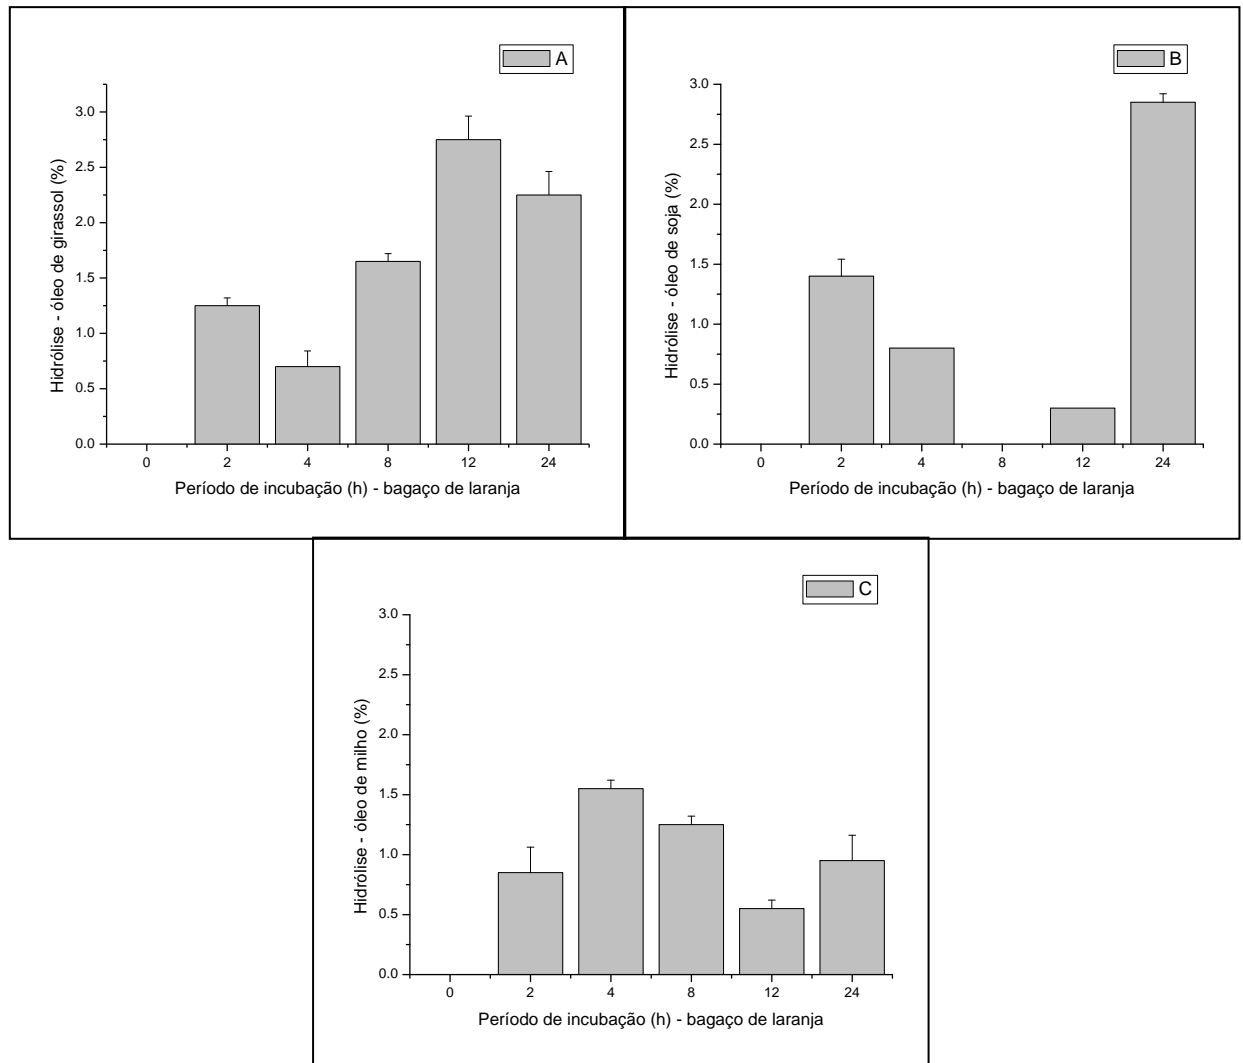 A
Hidrólise - óleo de girassol (%)
3.0
2.5
2.0
1.5
1.0
0.5
0.0
0 2 4 8 12 24
Período de incubação (h) - bagaço de laranja
B
Hidrólise - óleo de soja (%)
3.0
2.5
2.0
1.5
1.0
0.5
0.0
0 2 4 8 12 24
Período de incubação (h) - bagaço de laranja
C
Hidrólise - óleo de milho (%)
3.0
2.5
2.0
1.5
1.0
0.5
0.0
0 2 4 8 12 24
Período de incubação (h) - bagaço de laranja